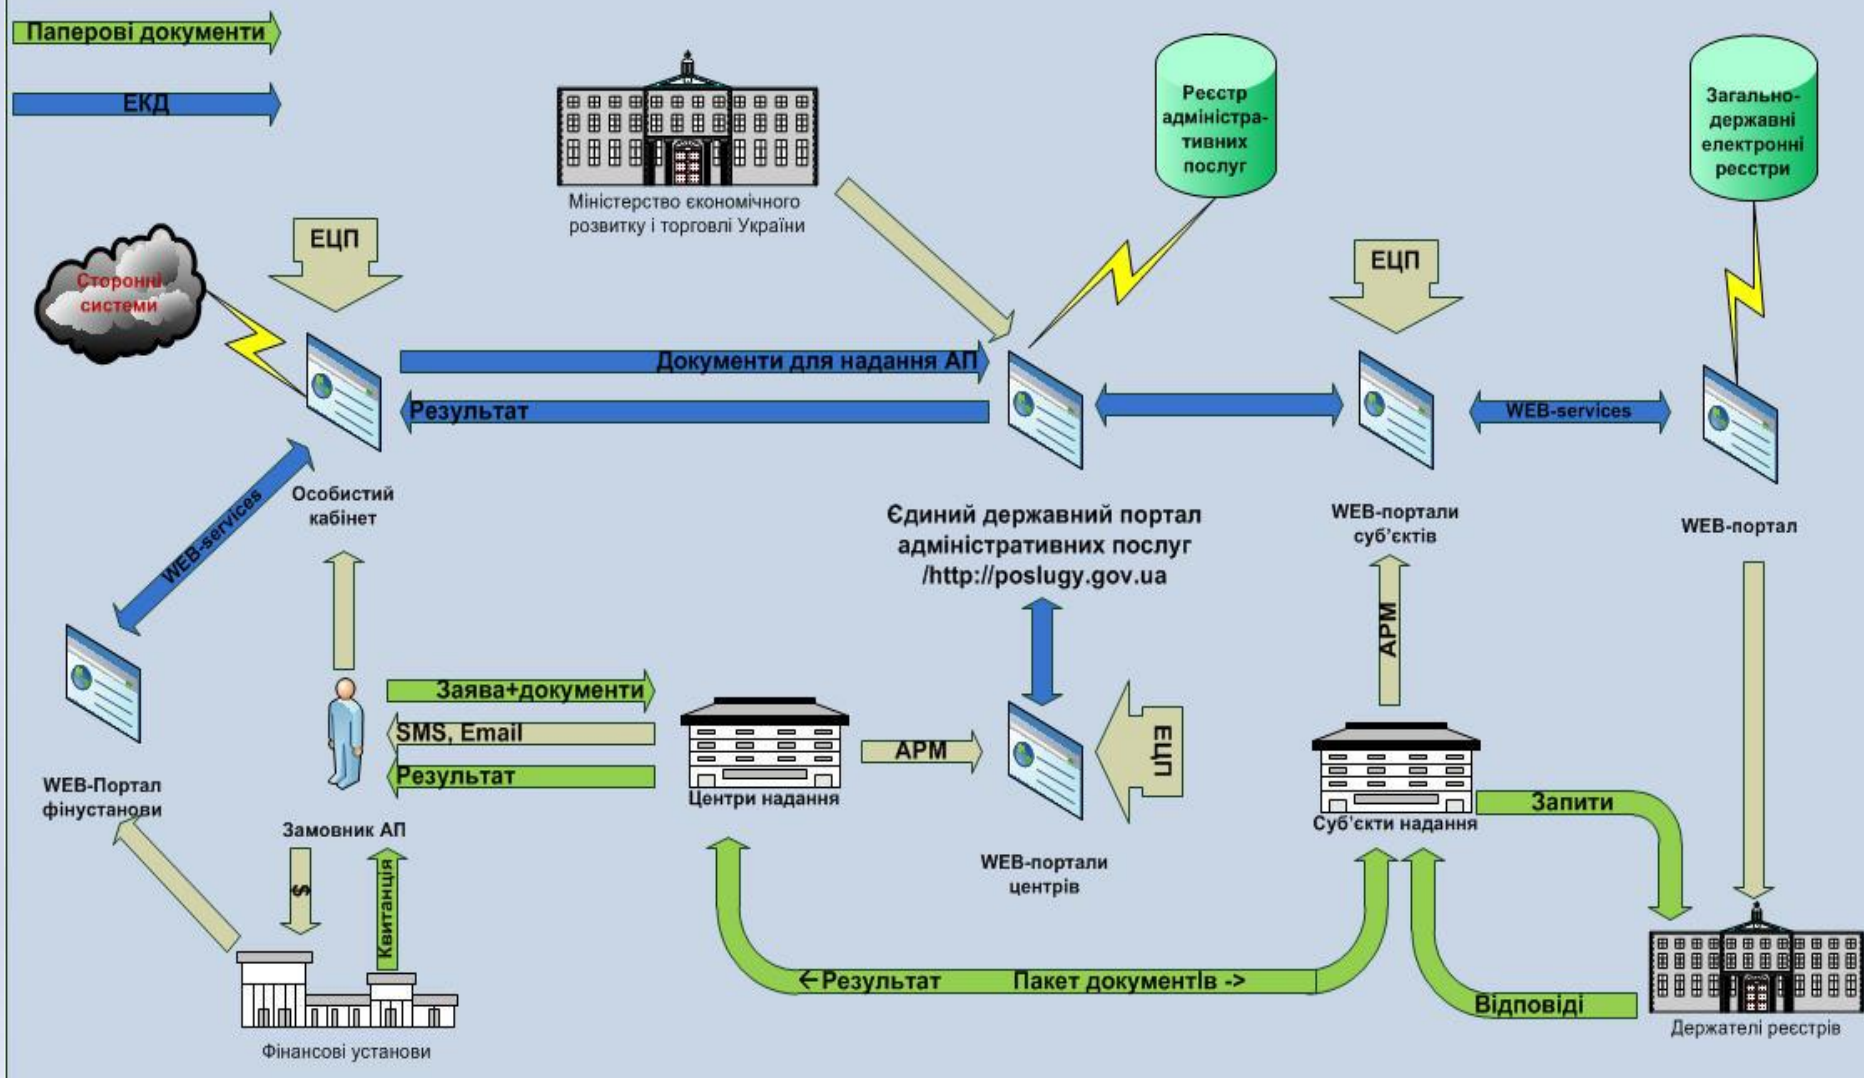 Паперові документи
ЕКД
Міністерство єкономічного
розвитку і торговлі України
Реєстр
адміністра-
тивних
послуг
Загально-
державні
електронні
реєстри
ЕЦП
ЕЦП
Сторонні
системи
Документи для надання АП
Результат
WEB-services
WEB-services
Особистий
кабінет
Єдиний державний портал
адміністративних послуг
/http://poslugy.gov.ua
WEB-портали
суб'єктів
WEB-портал
АРМ
Заява+документи
SMS, Email
Результат
АРМ
ЕЦП
WEB-Портал
фінустанови
Замовник АП
Центри надання
Суб'єкти надання
Запити
WEB-портали
центрів
$
Квитанція
←Результат Пакет документІв ->
Відповіді
Фінансові установи
Держателі реєстрів